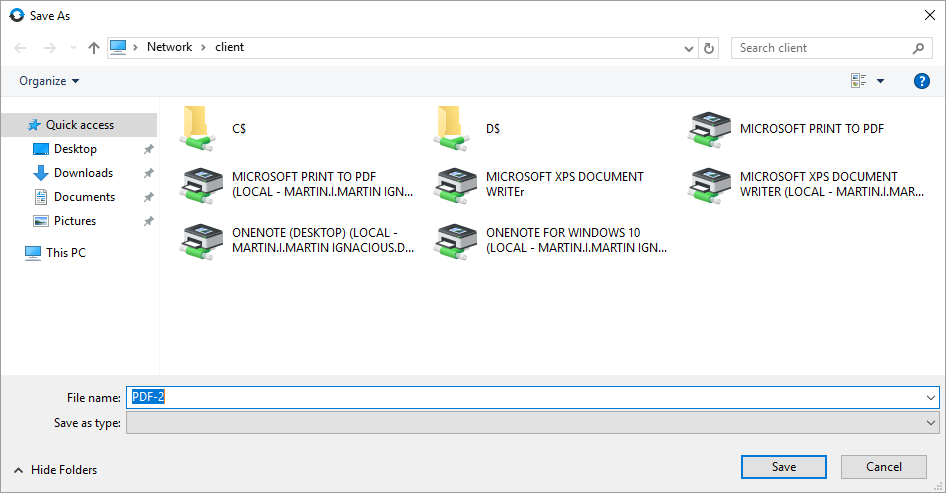 Save As
Network > client
Search client
Organize
?
Quick access
Desktop
Downloads
Documents
Pictures
This PC
C$
D$
MICROSOFT PRINT TO PDF
MICROSOFT PRINT TO PDF
(LOCAL - MARTIN.I.MARTIN IGN...
MICROSOFT XPS DOCUMENT
WRITEr
MICROSOFT XPS DOCUMENT
WRITER (LOCAL - MARTIN.I.MAR...
ONENOTE (DESKTOP) (LOCAL -
MARTIN.I.MARTIN IGNACIOUS.D...
ONENOTE FOR WINDOWS 10
(LOCAL - MARTIN.I.MARTIN IGN...
File name: PDF-2
Save as type:
Hide Folders
Save
Cancel